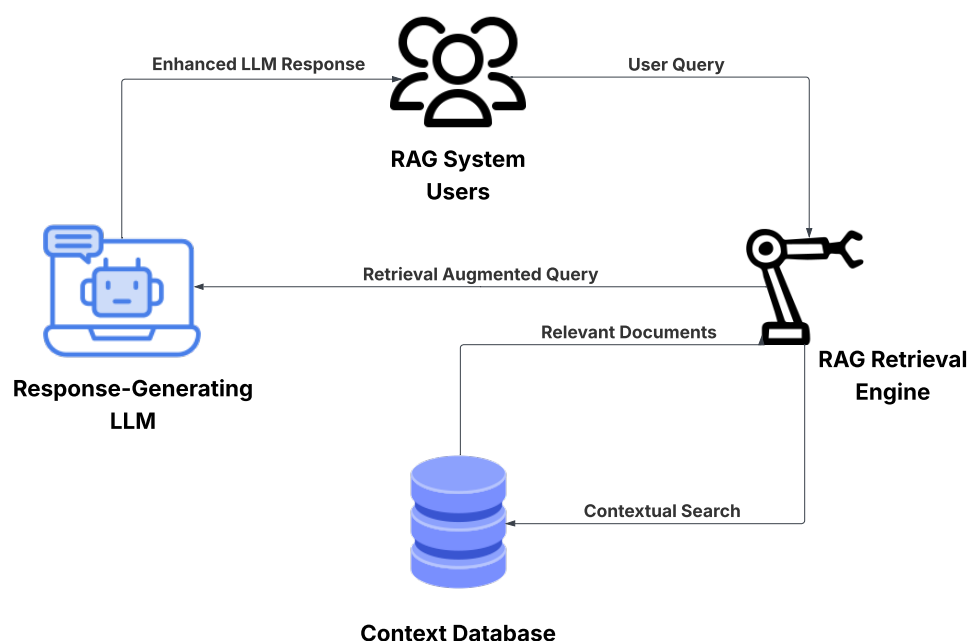 Enhanced LLM Response
User Query
RAG System
Users
Retrieval Augmented Query
Relevant Documents
RAG Retrieval
Engine
Response-Generating
LLM
Contextual Search
Context Database